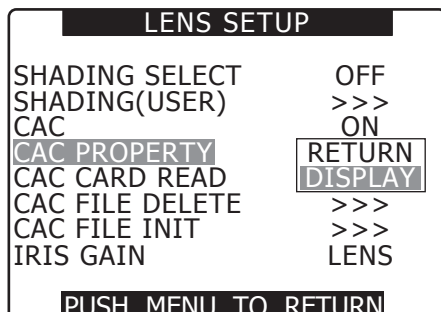 LENS SETUP
SHADING SELECT OFF
SHADING(USER) >>>
CAC ON
CAC PROPERTY RETURN
CAC CARD READ DISPLAY
CAC FILE DELETE >>>
CAC FILE INIT >>>
IRIS GAIN LENS
PUSH MENU TO RETURN